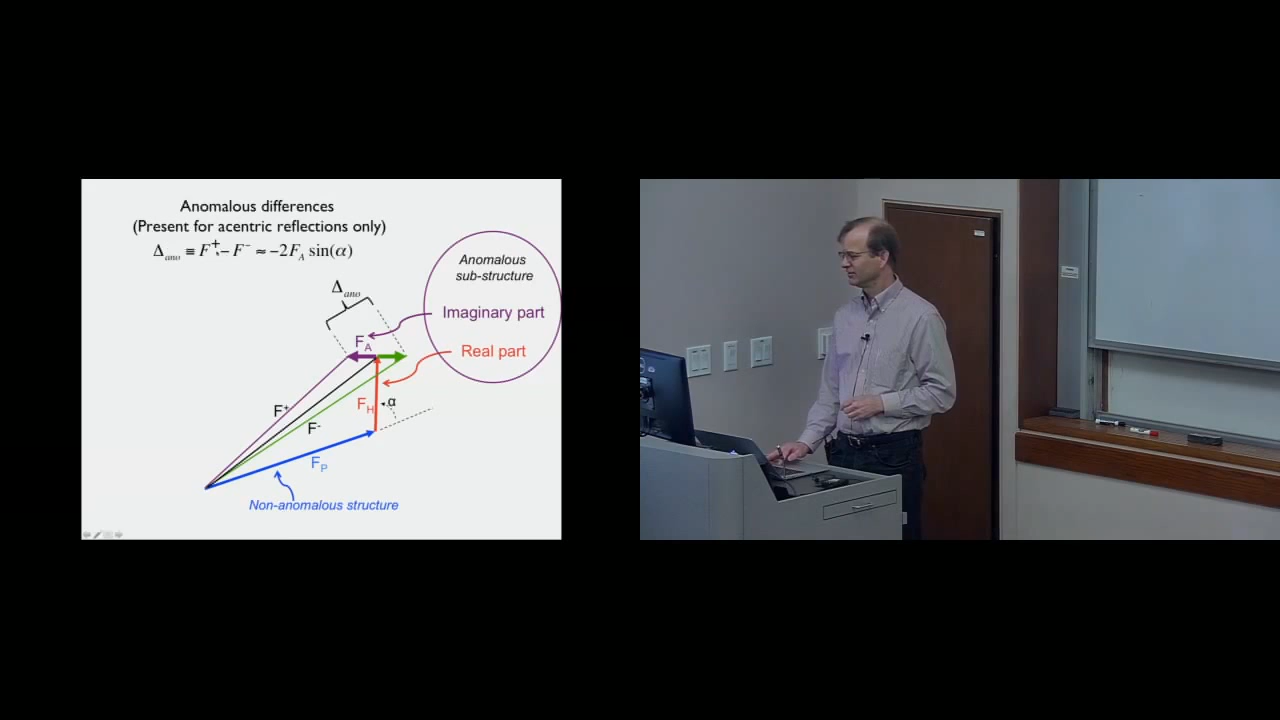 Anomalous differences
(Present for acentric reflections only)
Δano ≡ F⁺ – F⁻ ≈ –2FA sin(α)
Δano
Anomalous
sub-structure
Imaginary part
FA
Real part
FH
α
F⁺
F⁻
FP
Non-anomalous structure